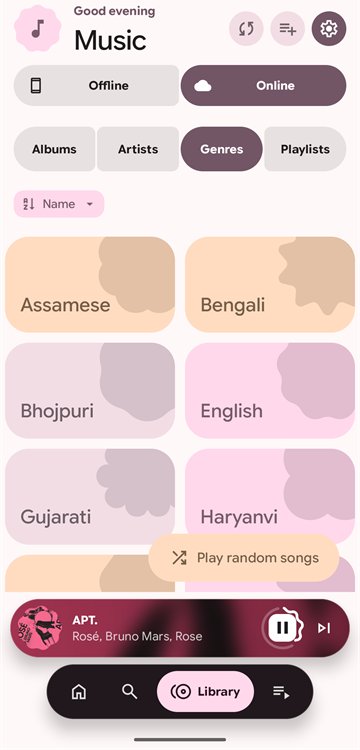 Good evening
Music
Offline
Online
Albums
Artists
Genres
Playlists
Name
Assamese
Bengali
Bhojpuri
English
Gujarati
Haryanvi
Play random songs
APT.
Rosé, Bruno Mars, Rose
Library